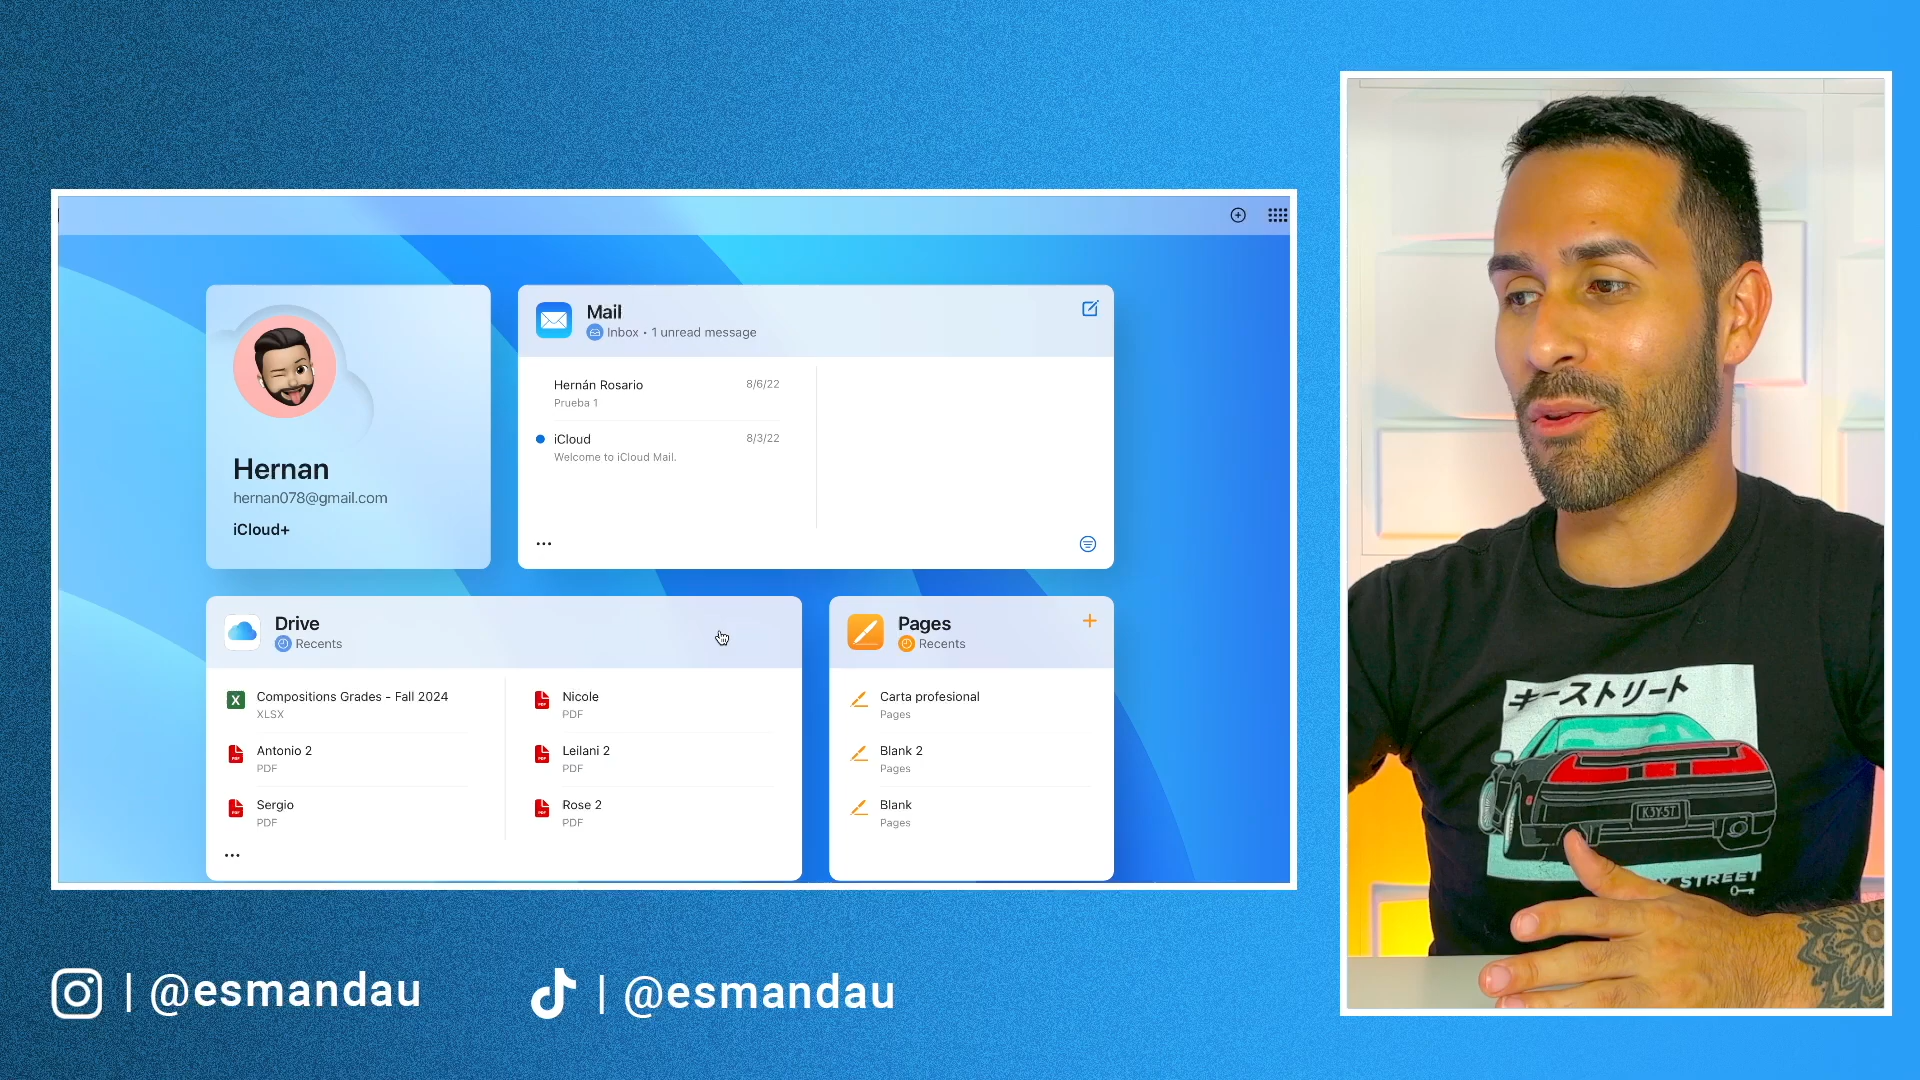 Hernan
hernan078@gmail.com
iCloud+
Mail
Inbox • 1 unread message
Hernán Rosario 8/6/22
Prueba 1
iCloud 8/3/22
Welcome to iCloud Mail.
Drive
Recents
Compositions Grades - Fall 2024
XLSX
Antonio 2
PDF
Sergio
PDF
Nicole
PDF
Leilani 2
PDF
Rose 2
PDF
Pages
Recents
Carta profesional
Pages
Blank 2
Pages
Blank
Pages
キーストリート
K3Y-ST
STREET
| @esmandau
| @esmandau